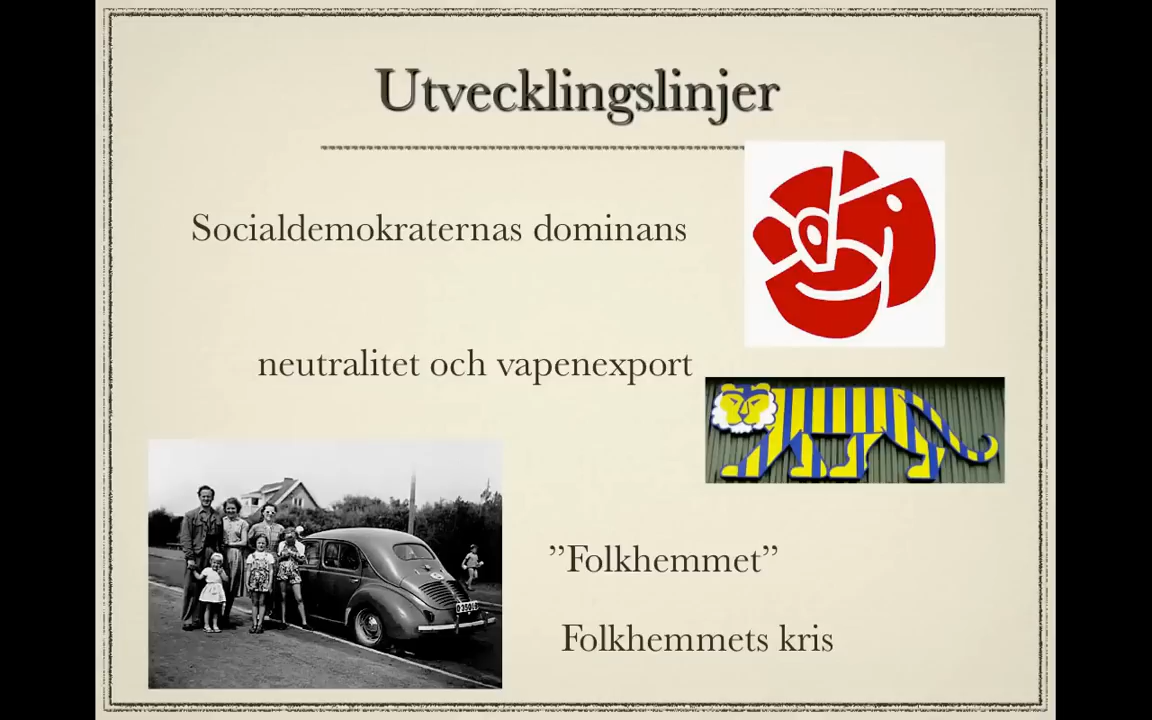 Utvecklingslinjer
Socialdemokraternas dominans
neutralitet och vapenexport
”Folkhemmet”
Folkhemmets kris